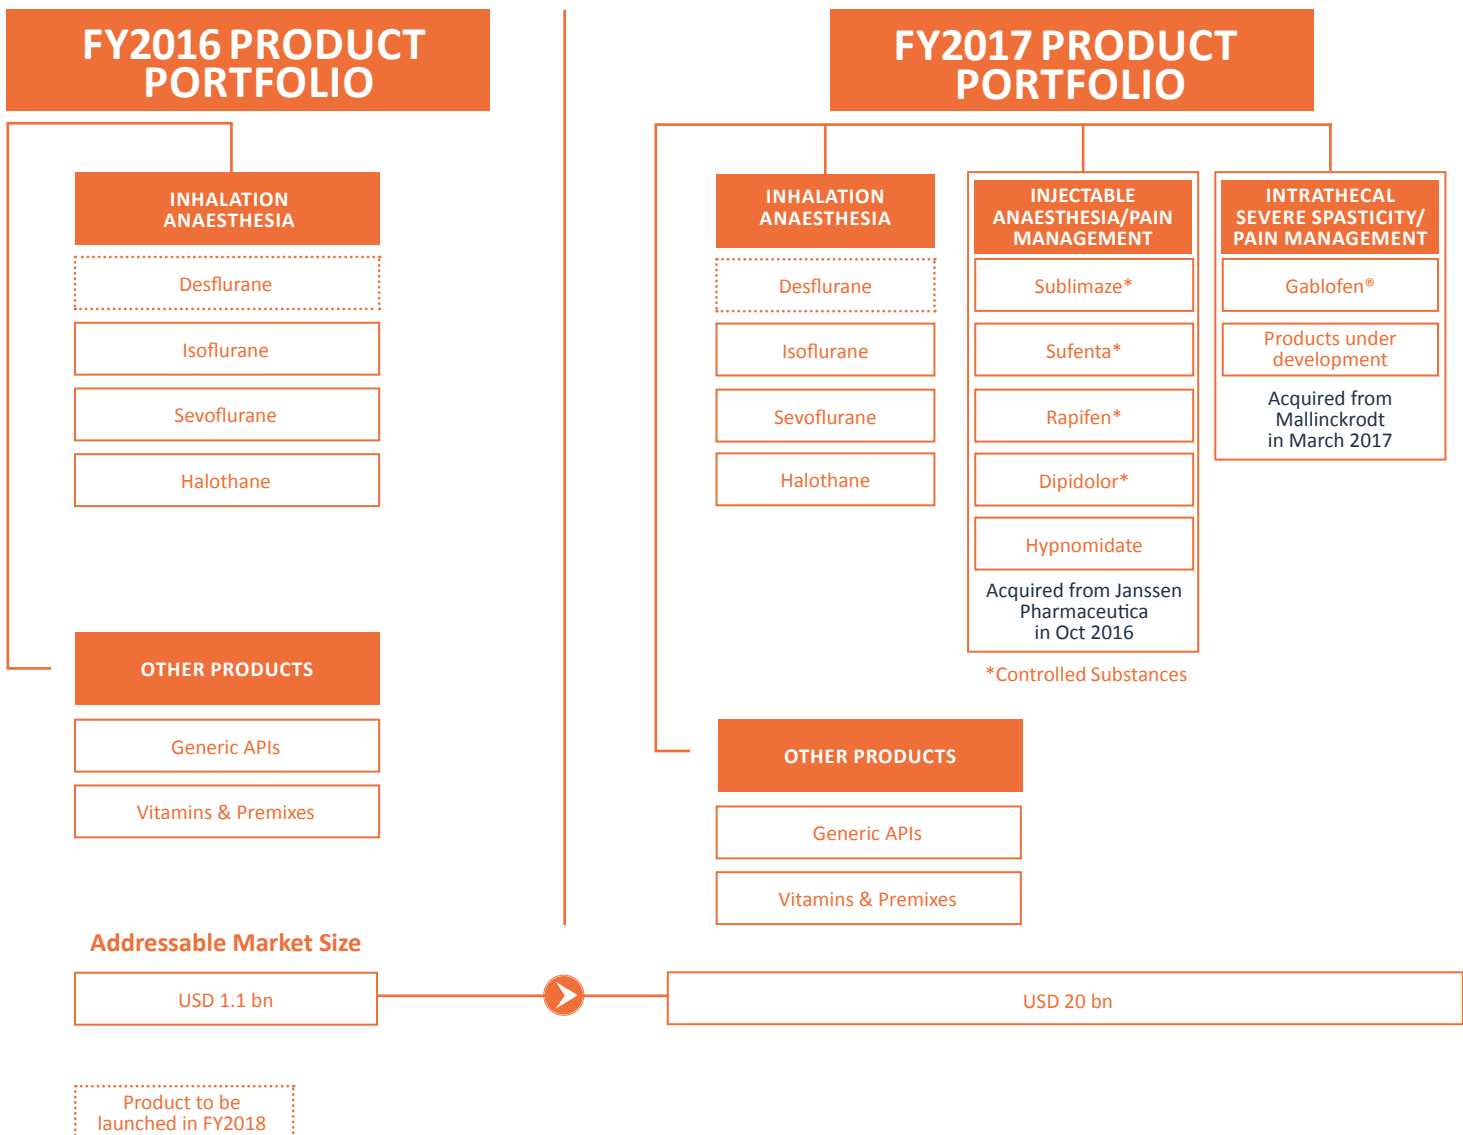 FY2016 PRODUCT
PORTFOLIO
INHALATION
ANAESTHESIA
Desflurane
Isoflurane
Sevoflurane
Halothane
OTHER PRODUCTS
Generic APIs
Vitamins & Premixes
FY2017 PRODUCT
PORTFOLIO
INHALATION
ANAESTHESIA
Desflurane
Isoflurane
Sevoflurane
Halothane
INJECTABLE
ANAESTHESIA/PAIN
MANAGEMENT
Sublimaze*
Sufenta*
Rapifen*
Dipidolor*
Hypnomidate
Acquired from Janssen
Pharmaceutica
in Oct 2016
*Controlled Substances
INTRATHECAL
SEVERE SPASTICITY/
PAIN MANAGEMENT
Gablofen®
Products under
development
Acquired from
Mallinckrodt
in March 2017
OTHER PRODUCTS
Generic APIs
Vitamins & Premixes
Addressable Market Size
USD 1.1 bn
USD 20 bn
Product to be
launched in FY2018